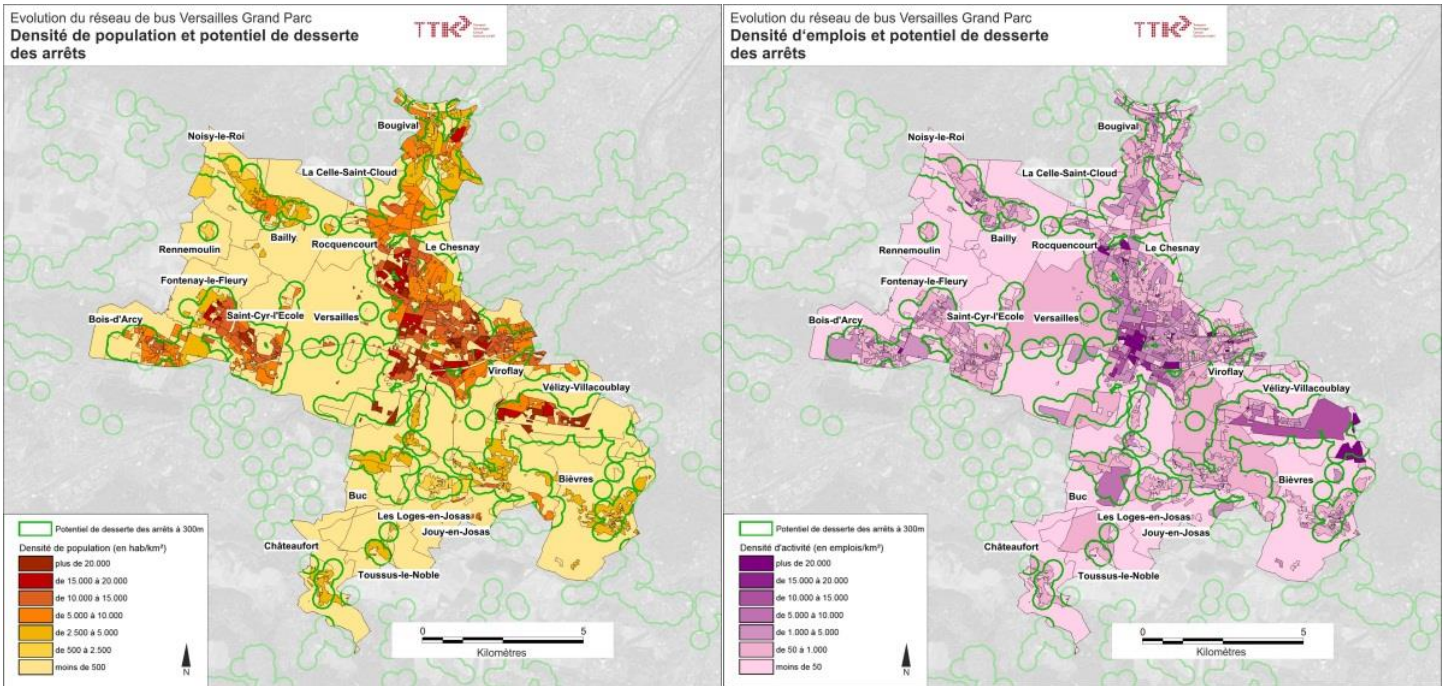 Evolution du réseau de bus Versailles Grand Parc
Densité de population et potentiel de desserte
des arrêts
TTK
Noisy-le-Roi
Bougival
La Celle-Saint-Cloud
Bailly
Rocquencourt
Le Chesnay
Rennemoulin
Fontenay-le-Fleury
Bois-d'Arcy
Saint-Cyr-l'Ecole
Versailles
Viroflay
Vélizy-Villacoublay
Bièvres
Buc
Les Loges-en-Josas
Jouy-en-Josas
Châteaufort
Toussus-le-Noble
Potentiel de desserte des arrêts à 300m
Densité de population (en hab/km²)
plus de 20.000
de 15.000 à 20.000
de 10.000 à 15.000
de 5.000 à 10.000
de 2.500 à 5.000
de 500 à 2.500
moins de 500
N
0 5
Kilomètres
Evolution du réseau de bus Versailles Grand Parc
Densité d'emplois et potentiel de desserte
des arrêts
TTK
Noisy-le-Roi
Bougival
La Celle-Saint-Cloud
Bailly
Rocquencourt
Le Chesnay
Rennemoulin
Fontenay-le-Fleury
Bois-d'Arcy
Saint-Cyr-l'Ecole
Versailles
Viroflay
Vélizy-Villacoublay
Bièvres
Buc
Les Loges-en-Josas
Jouy-en-Josas
Châteaufort
Toussus-le-Noble
Potentiel de desserte des arrêts à 300m
Densité d'activité (en emplois/km²)
plus de 20.000
de 15.000 à 20.000
de 10.000 à 15.000
de 5.000 à 10.000
de 1.000 à 5.000
de 50 à 1.000
moins de 50
N
0 5
Kilomètres